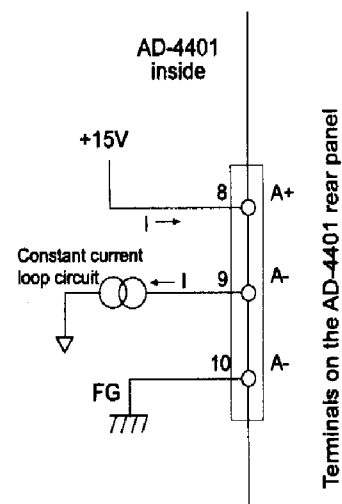 AD-4401
inside
+15V
8
A+
I →
Constant current
loop circuit
← I
9
A-
10
A-
FG
Terminals on the AD-4401 rear panel